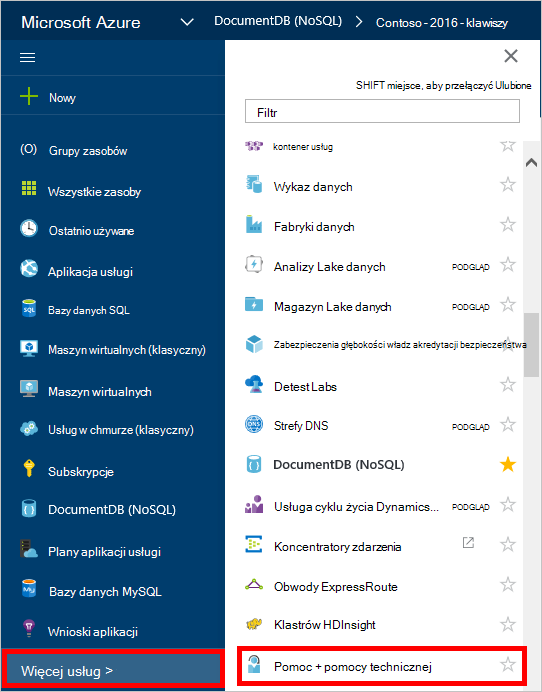 Microsoft Azure
DocumentDB (NoSQL) > Contoso - 2016 - klawiszy
Nowy
Grupy zasobów
Wszystkie zasoby
Ostatnio używane
Aplikacja usługi
SQL
Bazy danych SQL
Maszyn wirtualnych (klasyczny)
Maszyn wirtualnych
Usług w chmurze (klasyczny)
Subskrypcje
DocumentDB (NoSQL)
Plany aplikacji usługi
My
Bazy danych MySQL
Wnioski aplikacji
Więcej usług >
SHIFT miejsce, aby przełączyć Ulubione
Filtr
kontener usług
Wykaz danych
Fabryki danych
Analizy Lake danych PODGLĄD
Magazyn Lake danych PODGLĄD
Zabezpieczenia głębokości władz akredytacji bezpieczeństwa
Detest Labs
DNS
Strefy DNS PODGLĄD
DocumentDB (NoSQL)
Usługa cyklu życia Dynamics... PODGLĄD
Koncentratory zdarzenia
Obwody ExpressRoute
Klastrów HDInsight
Pomoc + pomocy technicznej